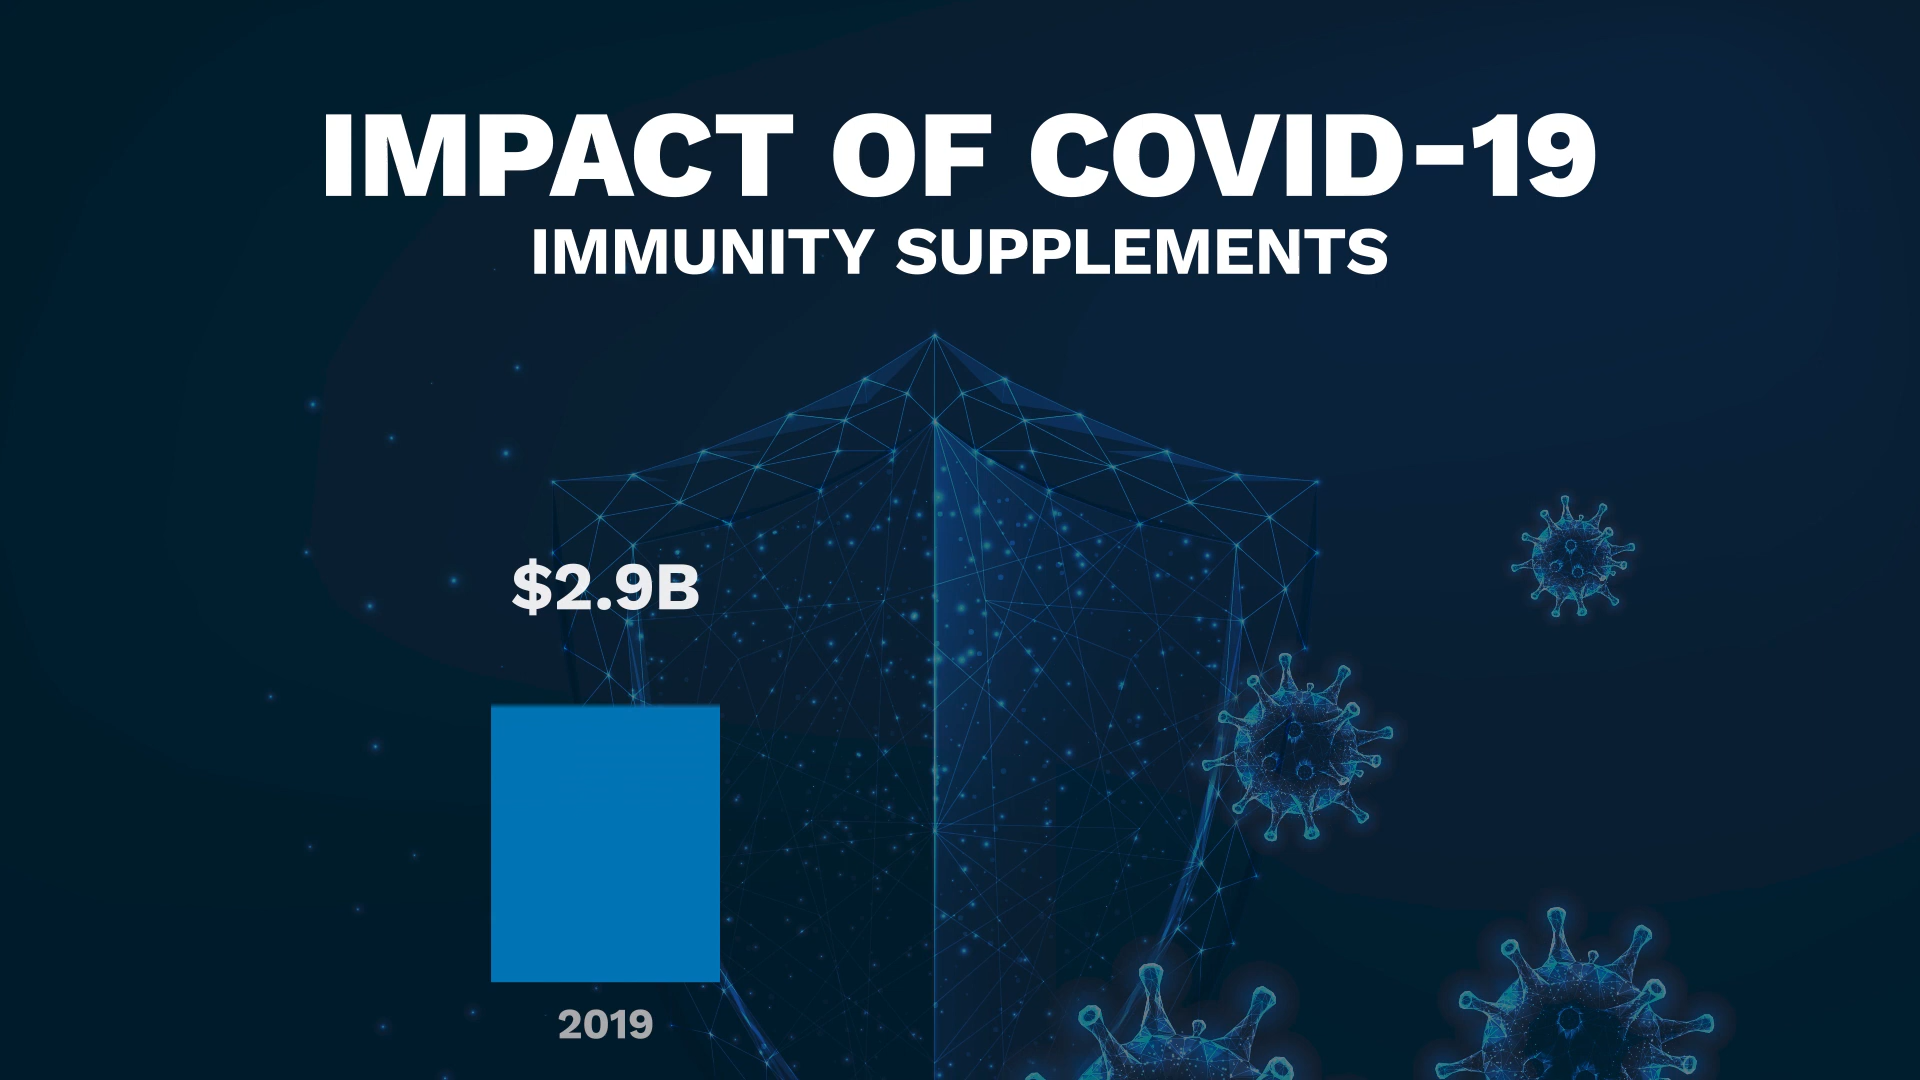 IMPACT OF COVID-19
IMMUNITY SUPPLEMENTS
$2.9B
2019